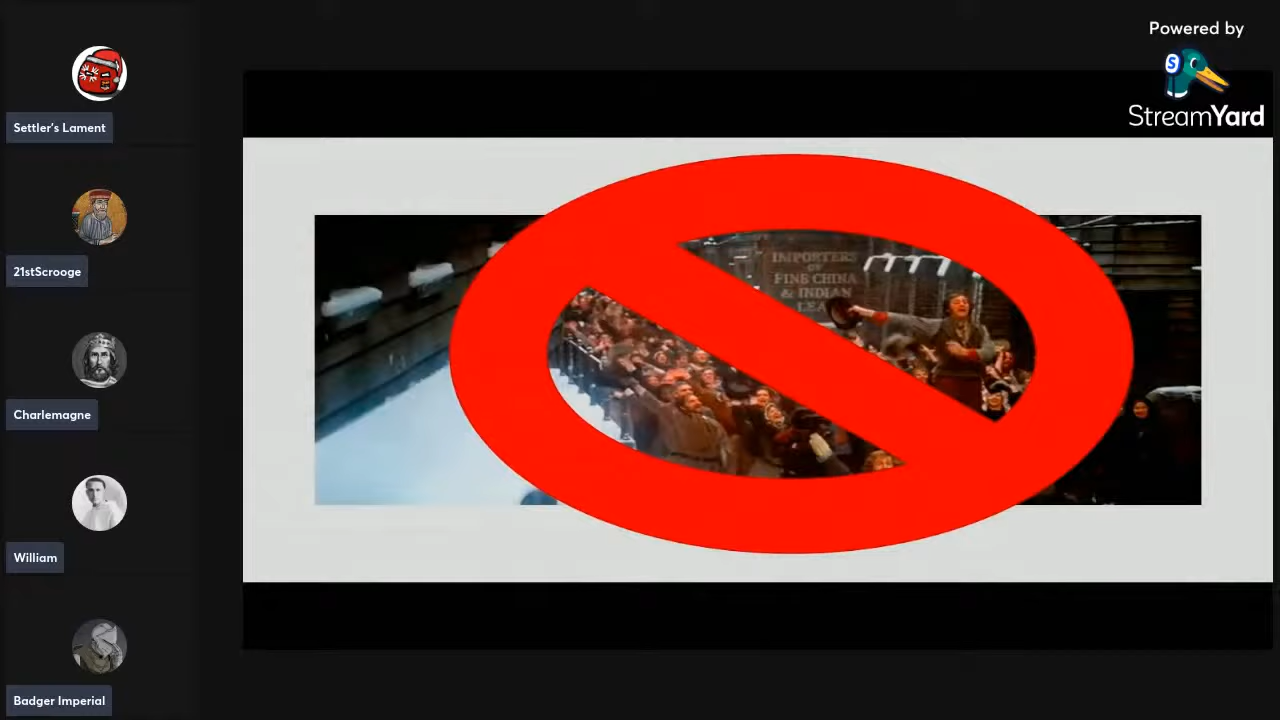 Powered by
StreamYard
Settler's Lament
21stScrooge
Charlemagne
William
Badger Imperial
IMPORTERS
OF
FINE CHINA
& INDIAN